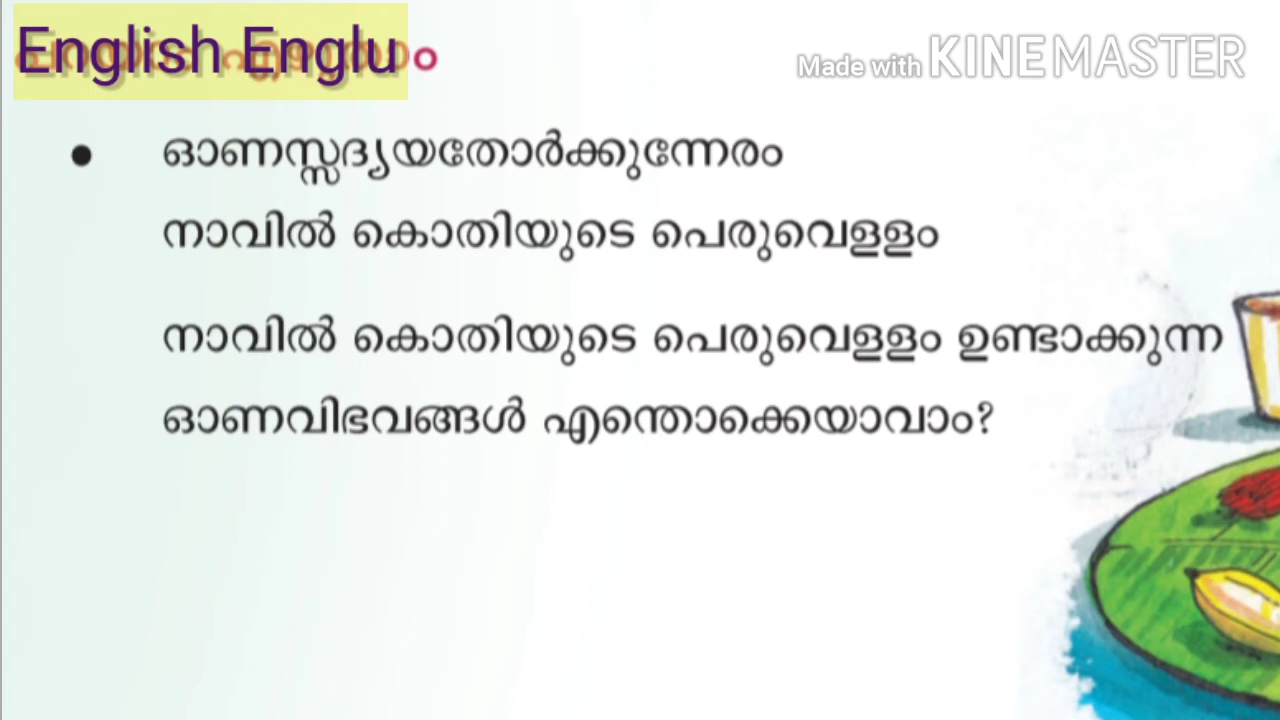 English Englu
Made with KINEMASTER
• ഓണസ്സദ്യയതോർക്കുന്നേരം
നാവിൽ കൊതിയുടെ പെരുവെള്ളം
നാവിൽ കൊതിയുടെ പെരുവെള്ളം ഉണ്ടാക്കുന്ന
ഓണവിഭവങ്ങൾ എന്തൊക്കെയാവാം?